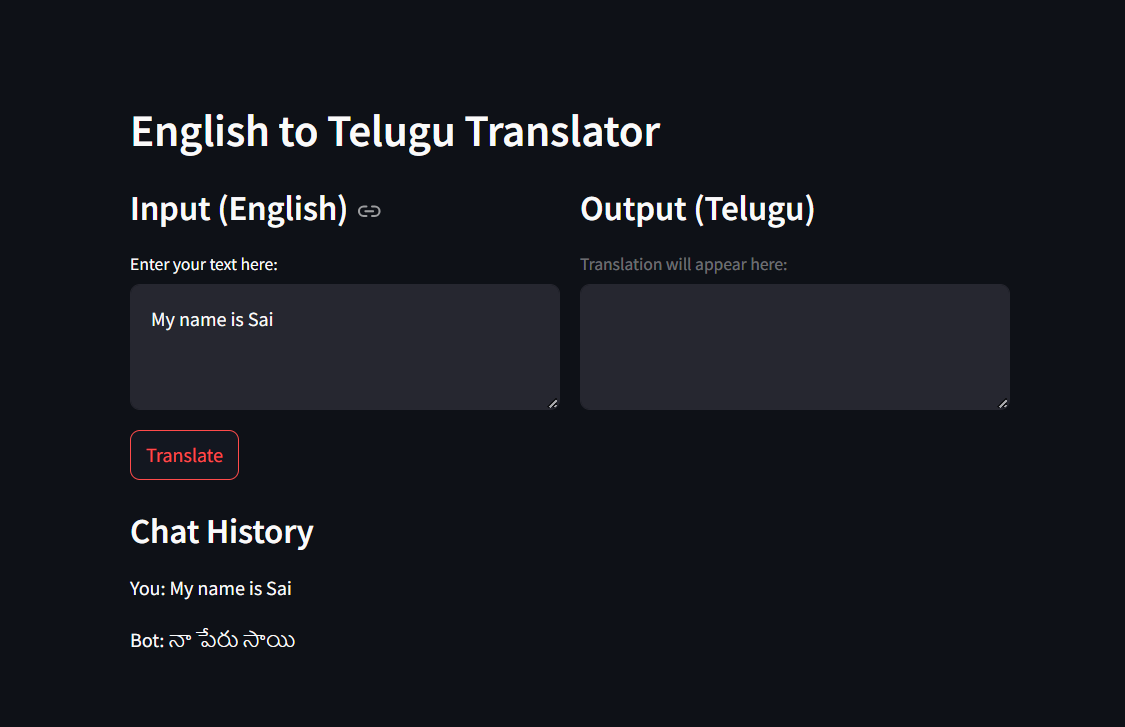 English to Telugu Translator
Input (English)
Output (Telugu)
Enter your text here:
Translation will appear here:
My name is Sai
Translate
Chat History
You: My name is Sai
Bot: నా పేరు సాయి